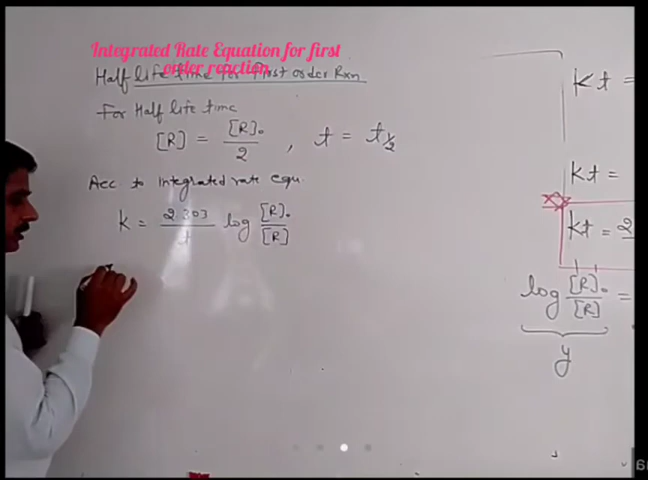 Integrated Rate Equation for first
order reaction
Half life time for first order Rxn
For Half life time
[R] = [R]₀ / 2 , t = t½
Acc. to integrated rate equ.
k = 2.303 / t log [R]₀ / [R]
Kt =
Kt =
Kt = 2
log [R]₀ / [R] =
y